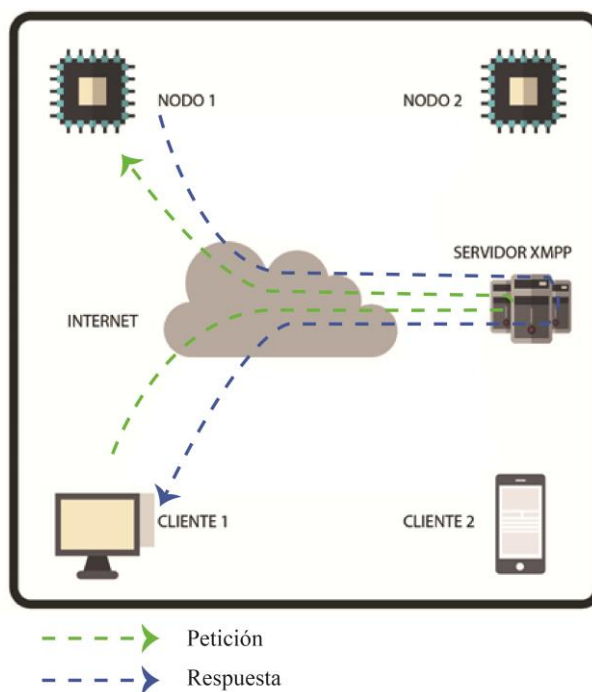 NODO 1
NODO 2
SERVIDOR XMPP
INTERNET
CLIENTE 1
CLIENTE 2
Petición
Respuesta